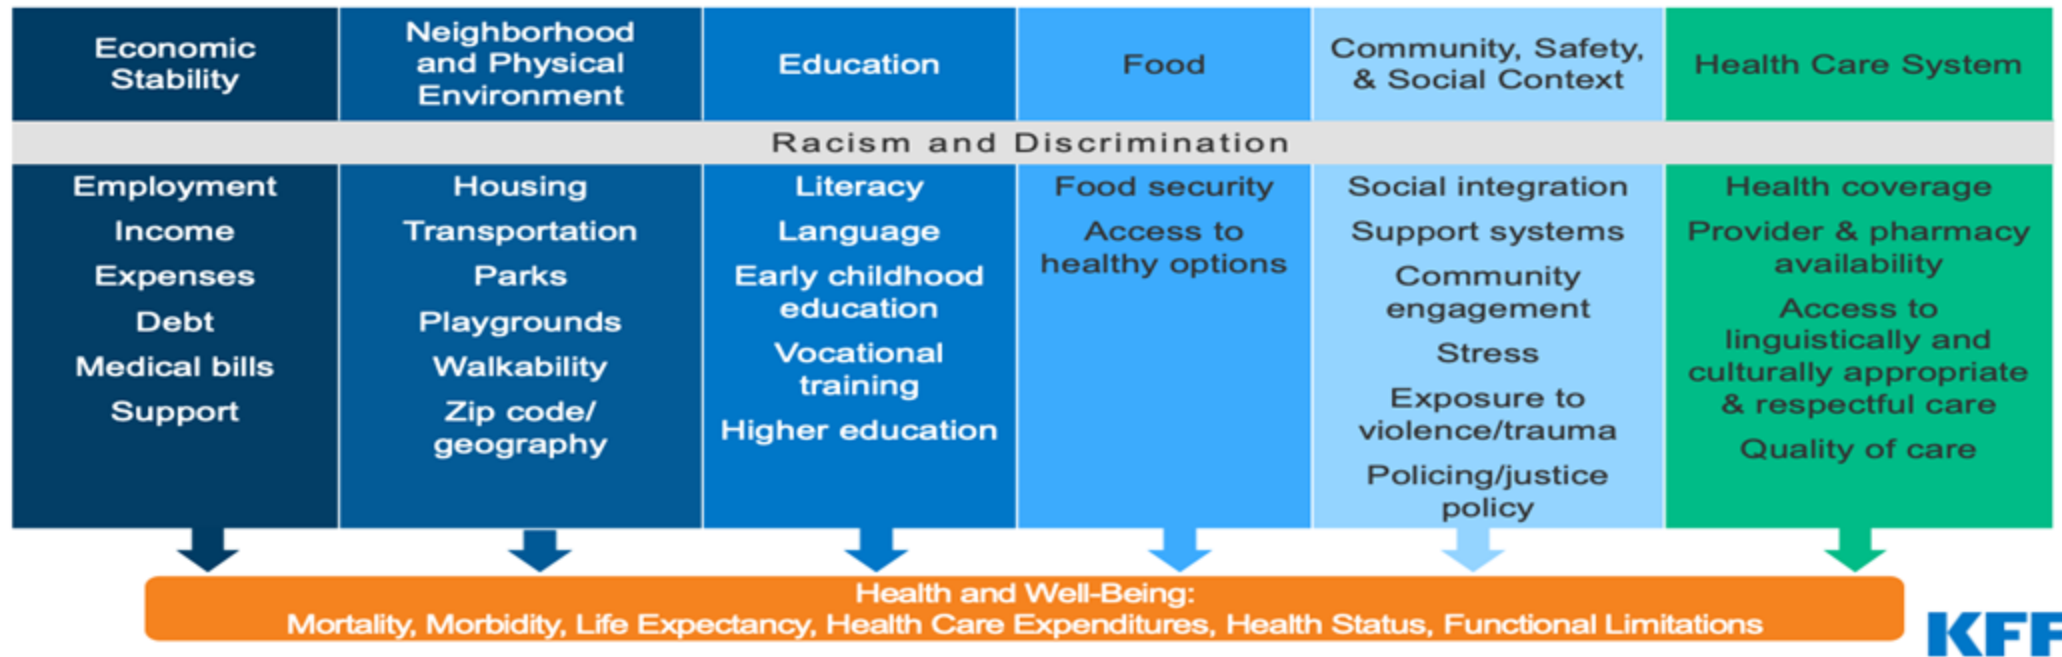 Economic
Stability
Neighborhood
and Physical
Environment
Education
Food
Community, Safety,
& Social Context
Health Care System
Racism and Discrimination
Employment
Income
Expenses
Debt
Medical bills
Support
Housing
Transportation
Parks
Playgrounds
Walkability
Zip code/
geography
Literacy
Language
Early childhood
education
Vocational
training
Higher education
Food security
Access to
healthy options
Social integration
Support systems
Community
engagement
Stress
Exposure to
violence/trauma
Policing/justice
policy
Health coverage
Provider & pharmacy
availability
Access to
linguistically and
culturally appropriate
& respectful care
Quality of care
Health and Well-Being:
Mortality, Morbidity, Life Expectancy, Health Care Expenditures, Health Status, Functional Limitations
KFF